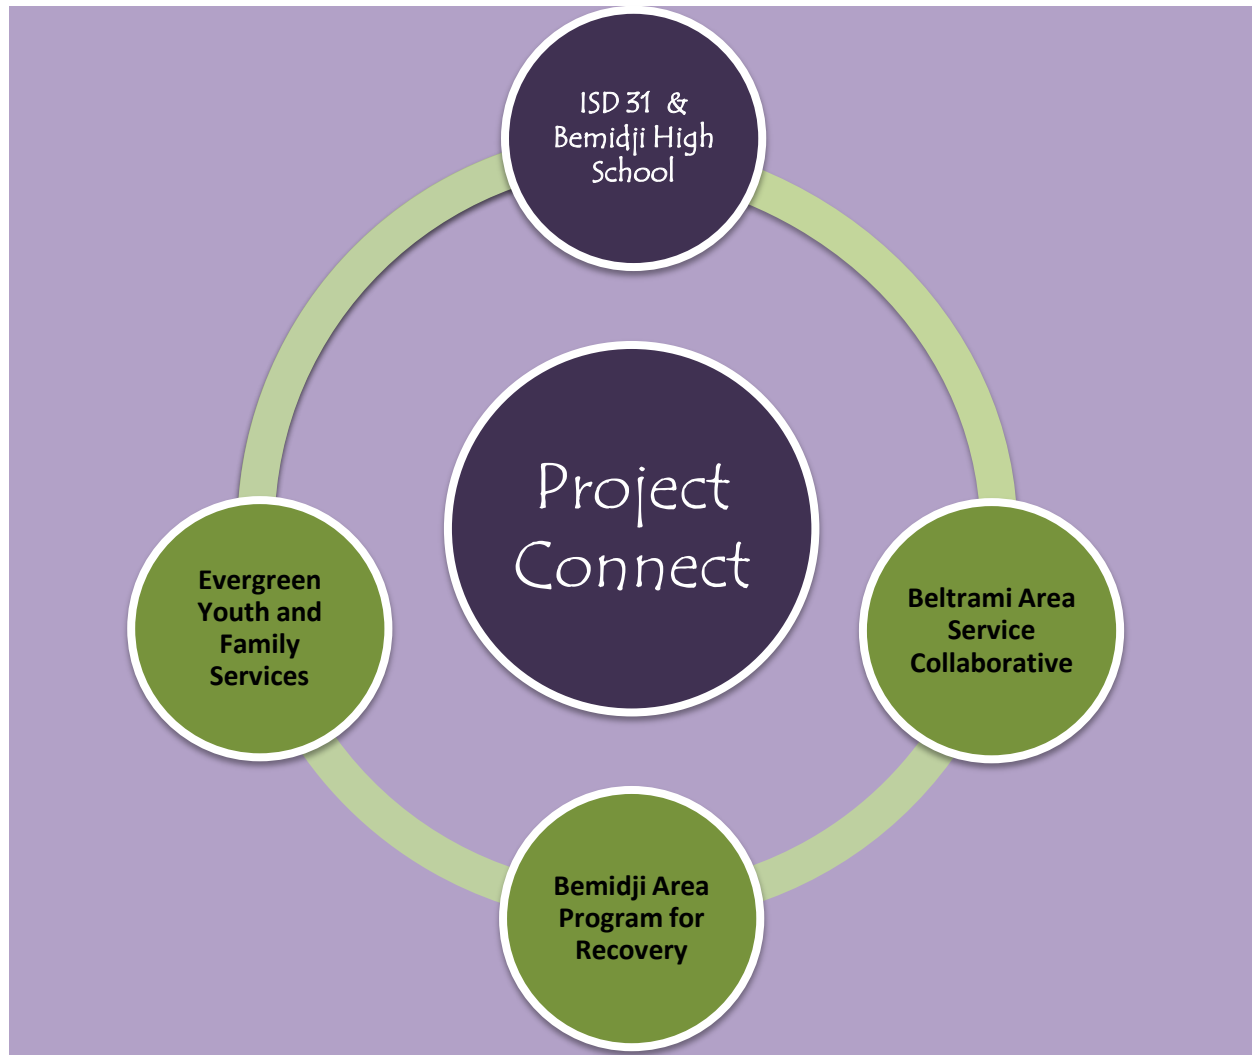 ISD 31 &
Bemidji High
School
Project
Connect
Evergreen
Youth and
Family
Services
Beltrami Area
Service
Collaborative
Bemidji Area
Program for
Recovery